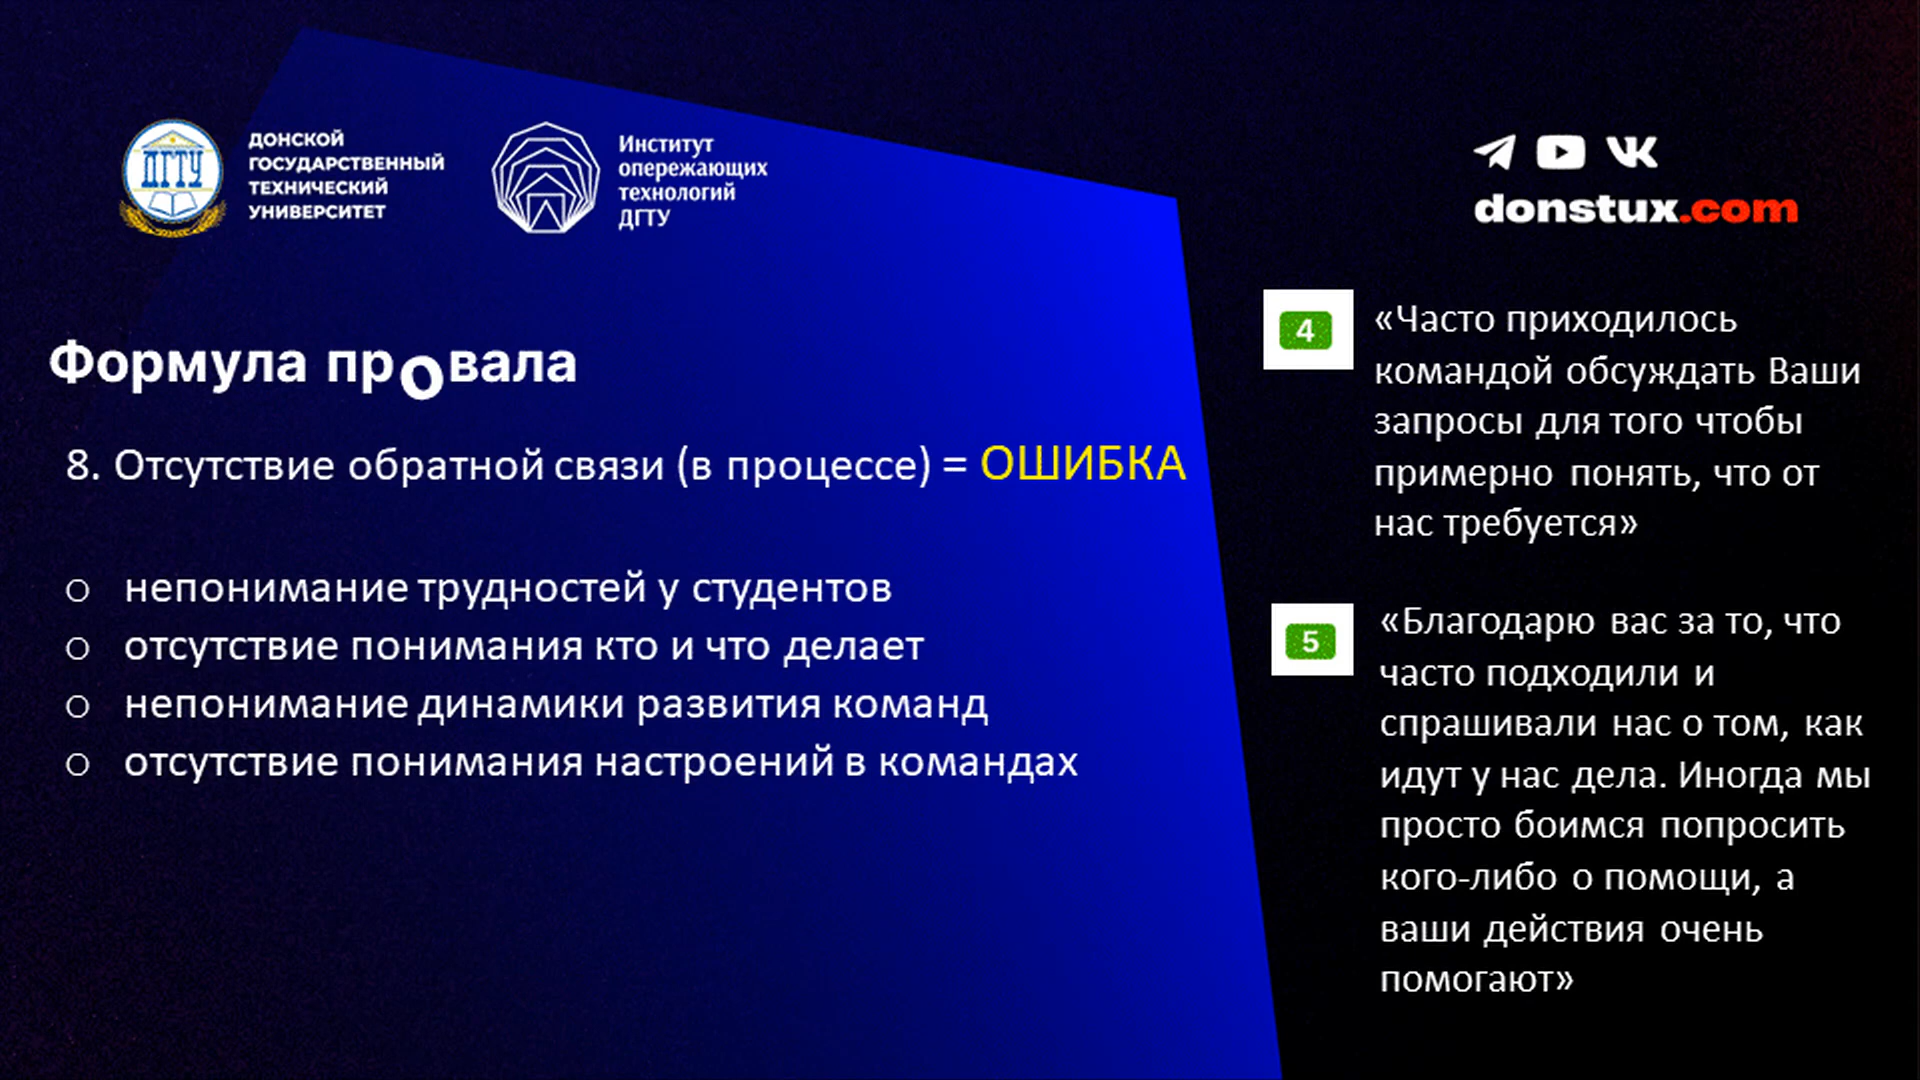 ДГТУ
ДОНСКОЙ
ГОСУДАРСТВЕННЫЙ
ТЕХНИЧЕСКИЙ
УНИВЕРСИТЕТ
Институт
опережающих
технологий
ДГТУ
donstux.com
Формула провала
8. Отсутствие обратной связи (в процессе) = ОШИБКА
o непонимание трудностей у студентов
o отсутствие понимания кто и что делает
o непонимание динамики развития команд
o отсутствие понимания настроений в командах
4
«Часто приходилось
командой обсуждать Ваши
запросы для того чтобы
примерно понять, что от
нас требуется»
5
«Благодарю вас за то, что
часто подходили и
спрашивали нас о том, как
идут у нас дела. Иногда мы
просто боимся попросить
кого-либо о помощи, а
ваши действия очень
помогают»